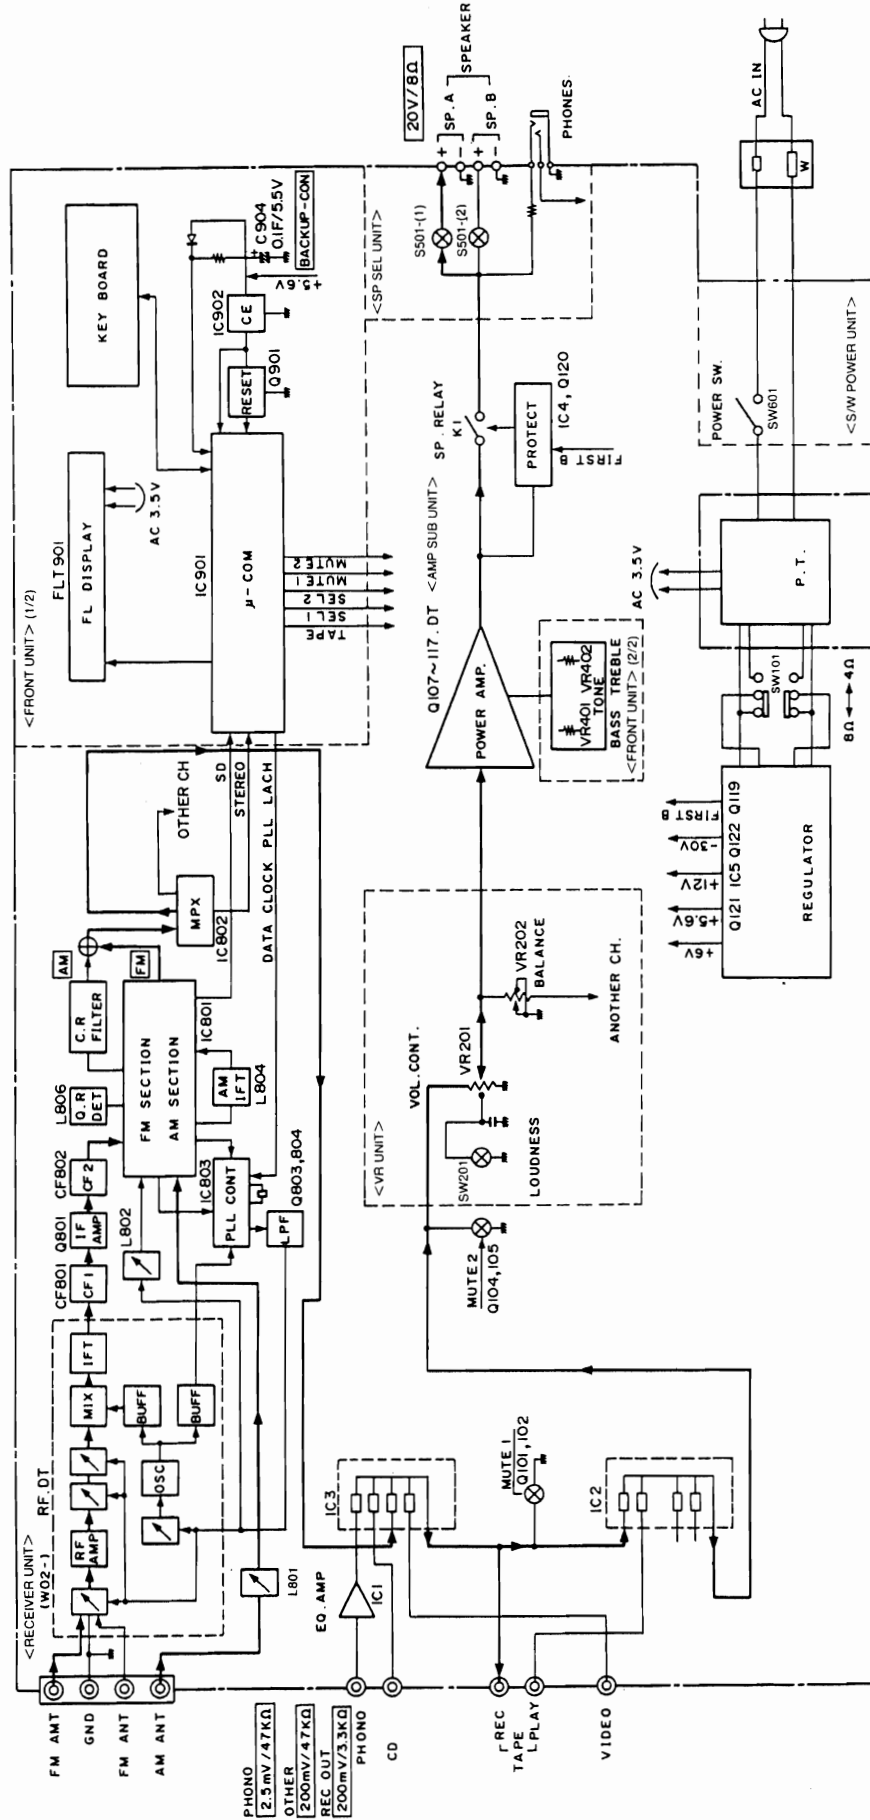 <FRONT UNIT> (1/2)
FLT901
FL DISPLAY
KEY BOARD
AC 3.5V
IC901
μ-COM
RESET
Q901
IC902
CE
+5.6V
C904
0.1F/5.5V
BACKUP-CON
TAPE
SEL1
SEL2
MUTE1
MUTE2
<RECEIVER UNIT>
(W02-)
RF. DT
FM AMT
GND
FM ANT
AM ANT
RF AMP
MIX
IFT
OSC
BUFF
BUFF
CF801
CF1
Q801
IF AMP
CF802
CF2
L806
Q.R DET
C.R FILTER
AM
FM
FM SECTION
AM SECTION
IC801
L802
IC803
PLL CONT
AM IFT
L804
LPF
Q803,804
MPX
IC802
OTHER CH
SD
STEREO
DATA CLOCK PLL LACH
L801
PHONO
2.5mV/47KΩ
OTHER
200mV/47KΩ
REC OUT
200mV/3.3KΩ
PHONO
CD
REC
TAPE
PLAY
VIDEO
EQ. AMP
IC1
IC3
MUTE 1
Q101,102
IC2
MUTE 2
Q104,105
<VR UNIT>
VOL.CONT.
VR201
SW201
LOUDNESS
VR202
BALANCE
ANOTHER CH.
Q107~117. DT
<AMP SUB UNIT>
POWER AMP.
VR401 VR402
TONE
BASS TREBLE
<FRONT UNIT> (2/2)
SP. RELAY
K1
PROTECT
IC4, Q120
FIRST B
<SP SEL UNIT>
S501-(1)
S501-(2)
20V/8Ω
+
SP. A
-
+
SP. B
-
SPEAKER
PHONES.
REGULATOR
+6V
Q121
+5.6V
IC5
+12V
Q122
-30V
Q119
FIRST B
SW101
8Ω
4Ω
P.T.
AC 3.5V
POWER SW.
SW601
<S/W POWER UNIT>
W
AC IN